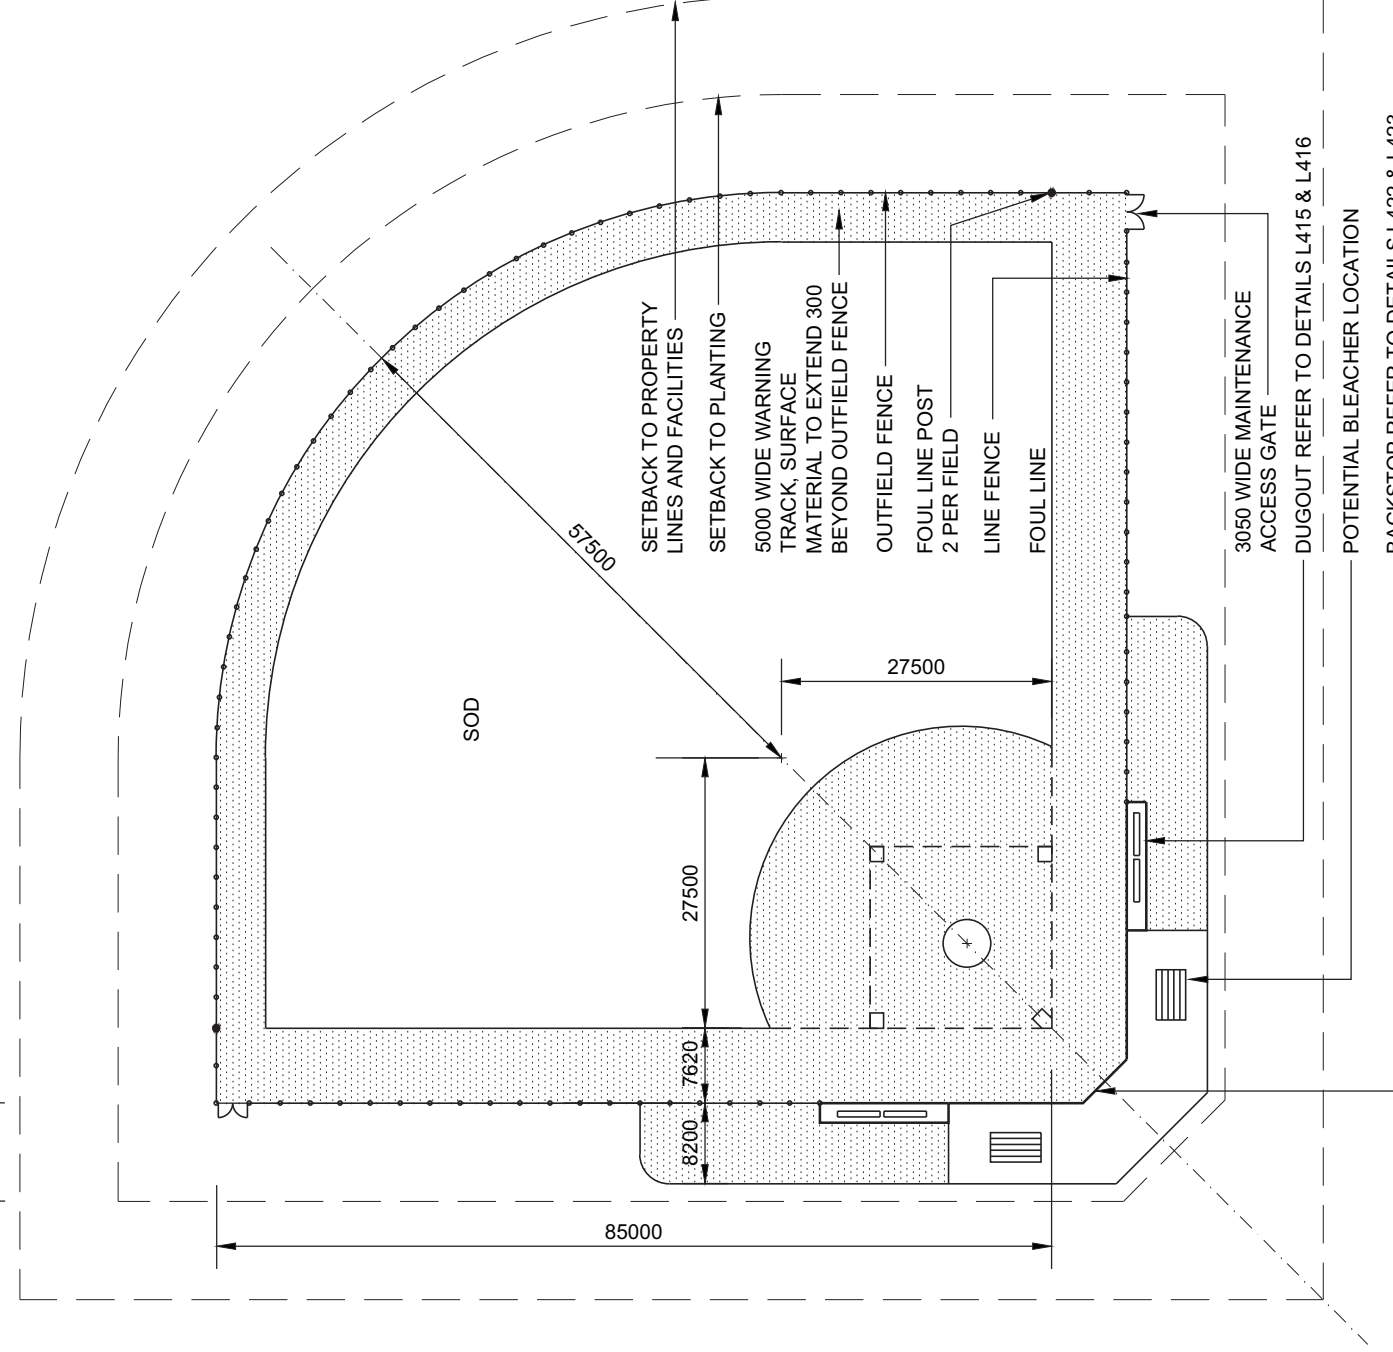 SETBACK TO PROPERTY
LINES AND FACILITIES
SETBACK TO PLANTING
5000 WIDE WARNING
TRACK, SURFACE
MATERIAL TO EXTEND 300
BEYOND OUTFIELD FENCE
OUTFIELD FENCE
FOUL LINE POST
2 PER FIELD
LINE FENCE
FOUL LINE
3050 WIDE MAINTENANCE
ACCESS GATE
DUGOUT REFER TO DETAILS L415 & L416
POTENTIAL BLEACHER LOCATION
57500
SOD
27500
27500
7620
8200
85000